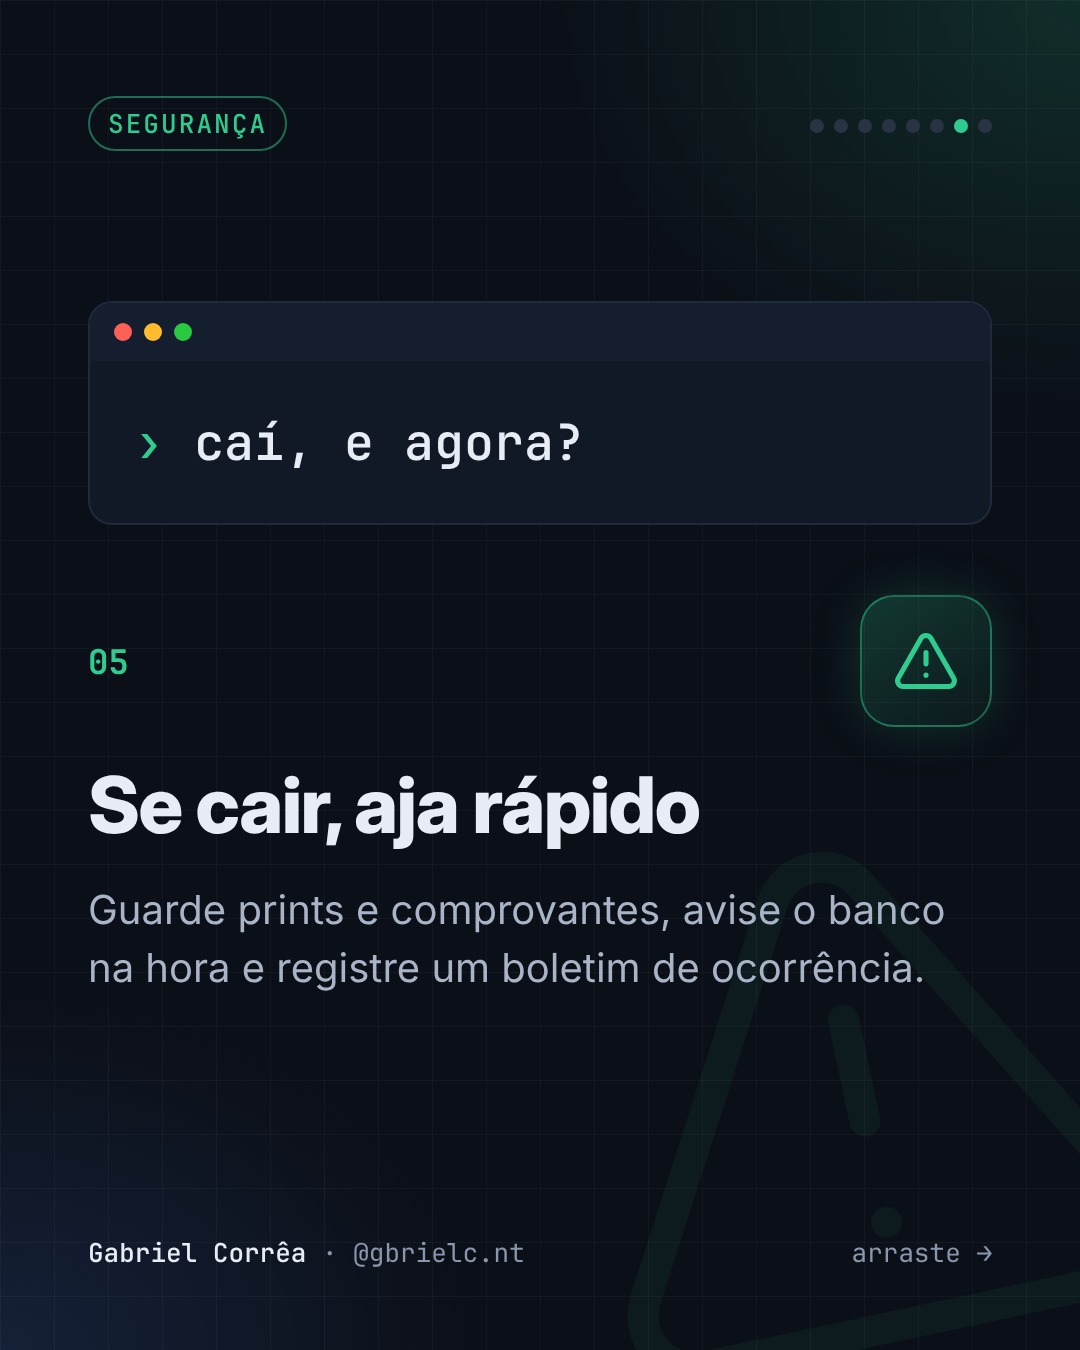 SEGURANÇA
› caí, e agora?
05
Se cair, aja rápido
Guarde prints e comprovantes, avise o banco
na hora e registre um boletim de ocorrência.
Gabriel Corrêa · @gbrielc.nt
arraste →